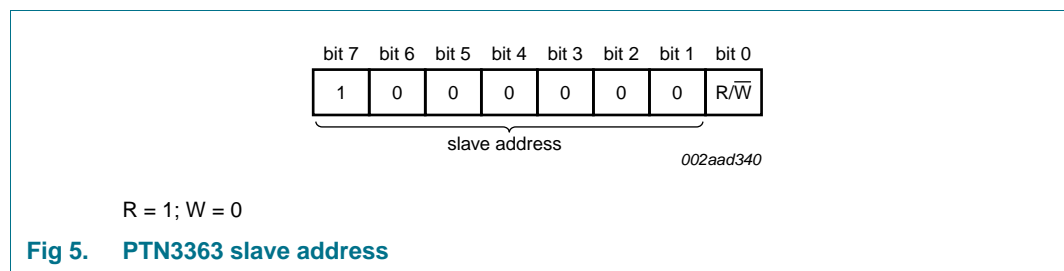 bit 7 bit 6 bit 5 bit 4 bit 3 bit 2 bit 1 bit 0
1 0 0 0 0 0 0 R/W̅
slave address
002aad340
R = 1; W = 0
Fig 5. PTN3363 slave address